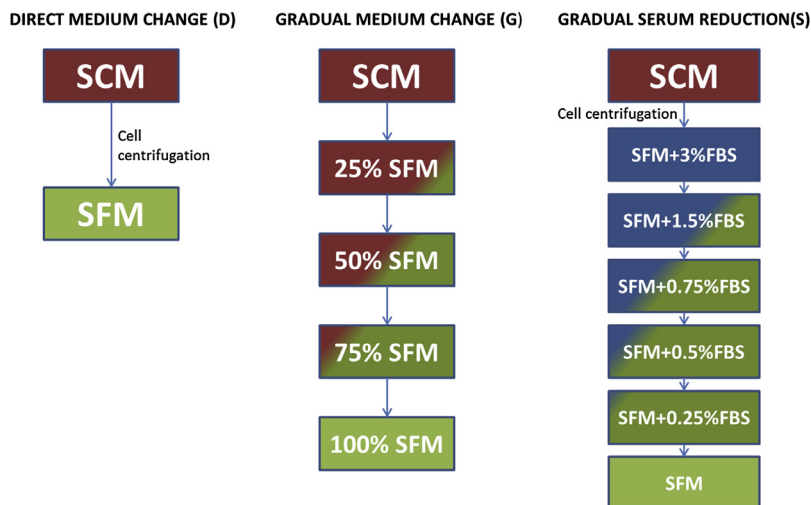 DIRECT MEDIUM CHANGE (D)
SCM
Cell
centrifugation
SFM
GRADUAL MEDIUM CHANGE (G)
SCM
25% SFM
50% SFM
75% SFM
100% SFM
GRADUAL SERUM REDUCTION(S)
SCM
Cell centrifugation
SFM+3%FBS
SFM+1.5%FBS
SFM+0.75%FBS
SFM+0.5%FBS
SFM+0.25%FBS
SFM